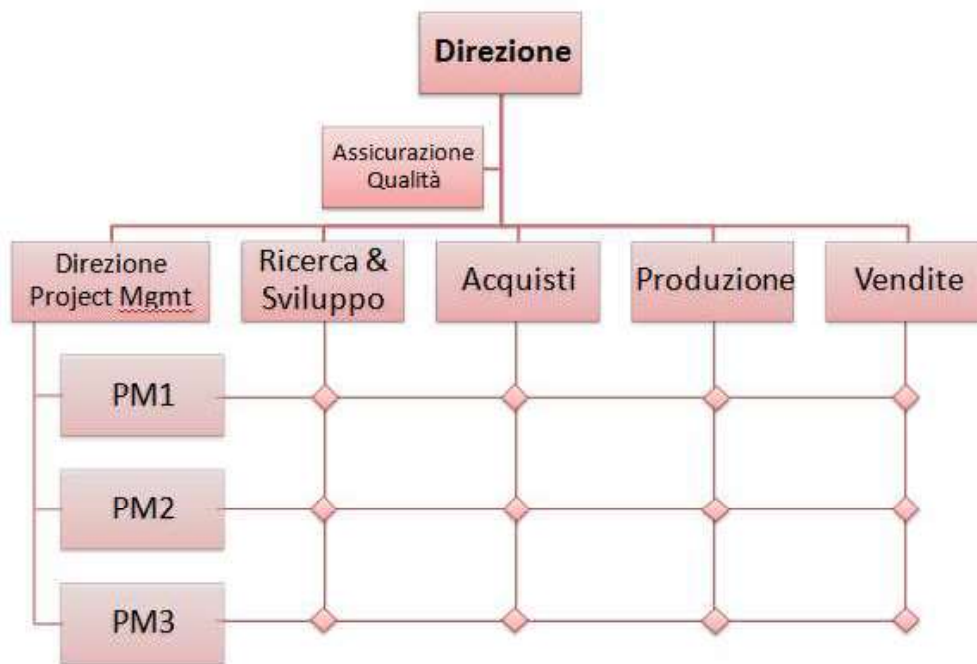 Direzione
Assicurazione
Qualità
Direzione
Project Mgmt
Ricerca &
Sviluppo
Acquisti
Produzione
Vendite
PM1
PM2
PM3